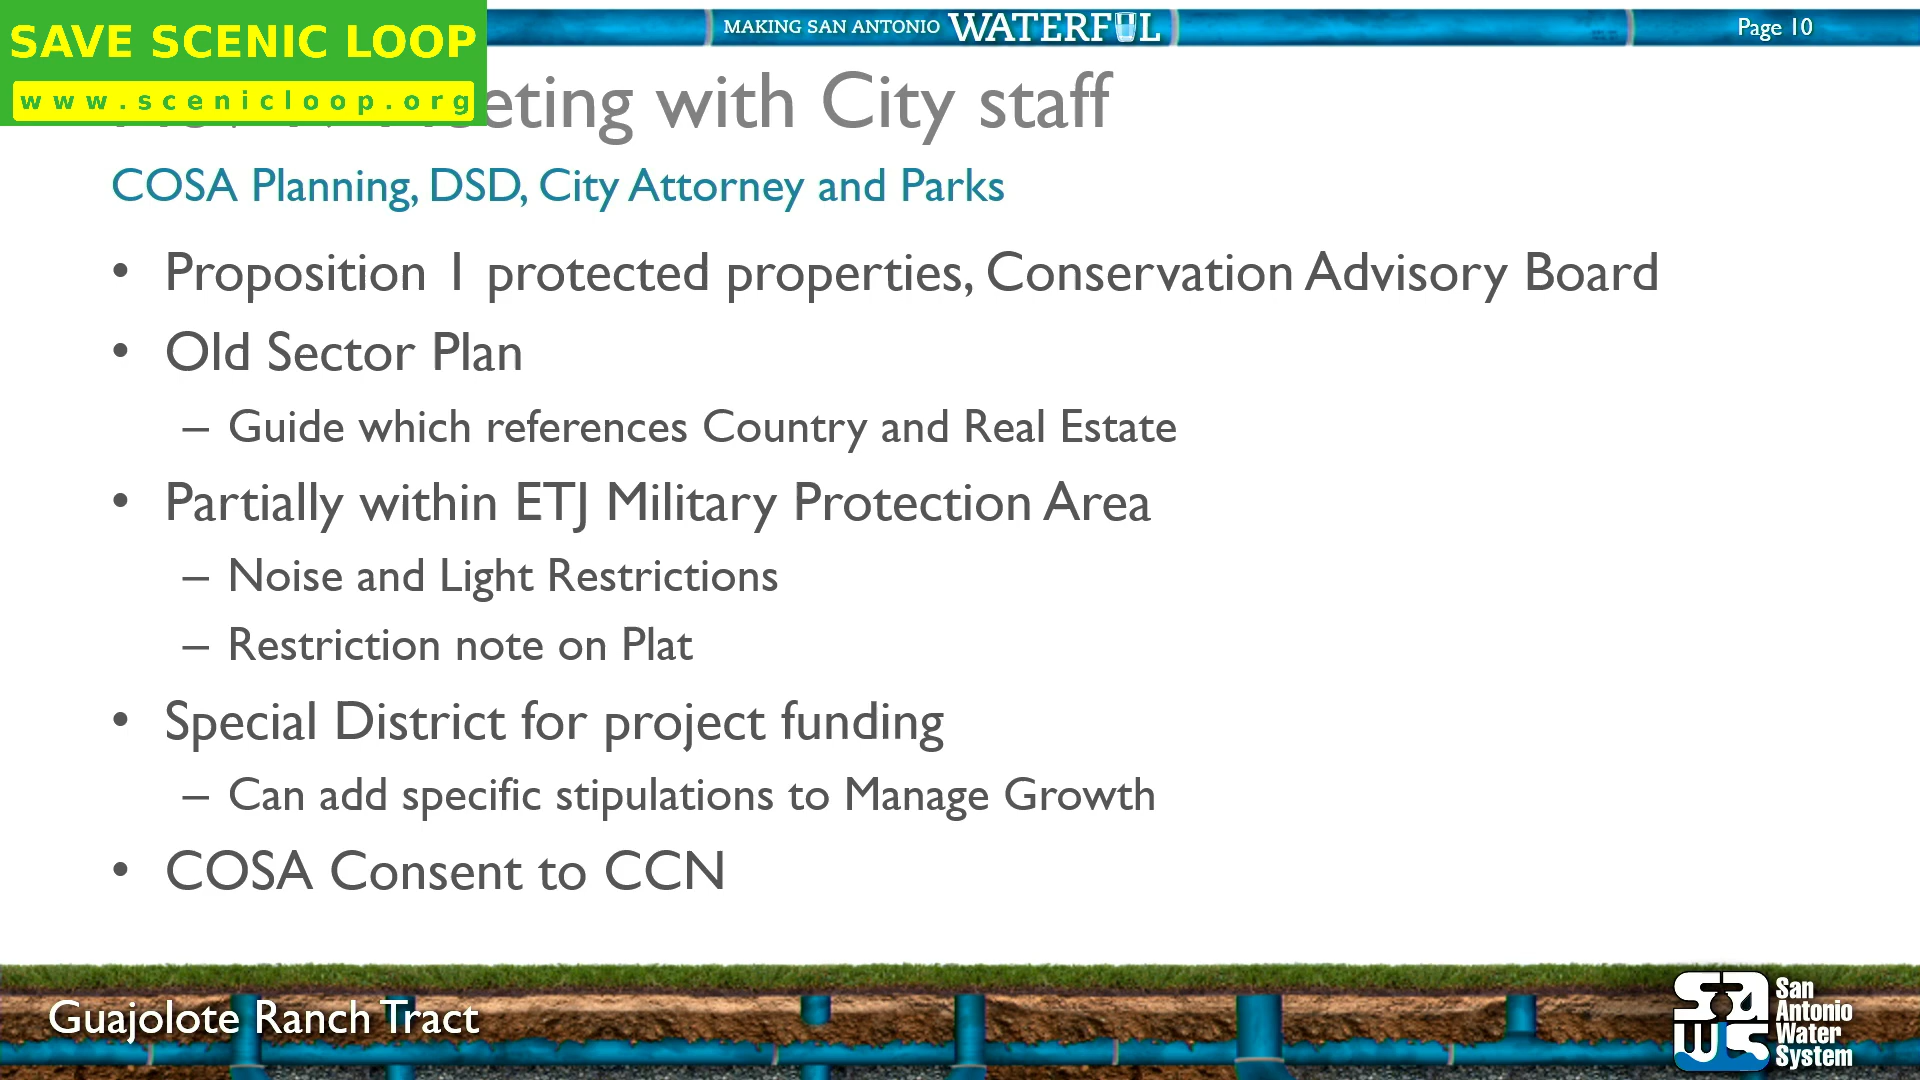 SAVE SCENIC LOOP
www.scenicloop.org
MAKING SAN ANTONIO WATERFUL
Page 10
eting with City staff
COSA Planning, DSD, City Attorney and Parks
• Proposition 1 protected properties, Conservation Advisory Board
• Old Sector Plan
– Guide which references Country and Real Estate
• Partially within ETJ Military Protection Area
– Noise and Light Restrictions
– Restriction note on Plat
• Special District for project funding
– Can add specific stipulations to Manage Growth
• COSA Consent to CCN
Guajolote Ranch Tract
saws
San
Antonio
Water
System